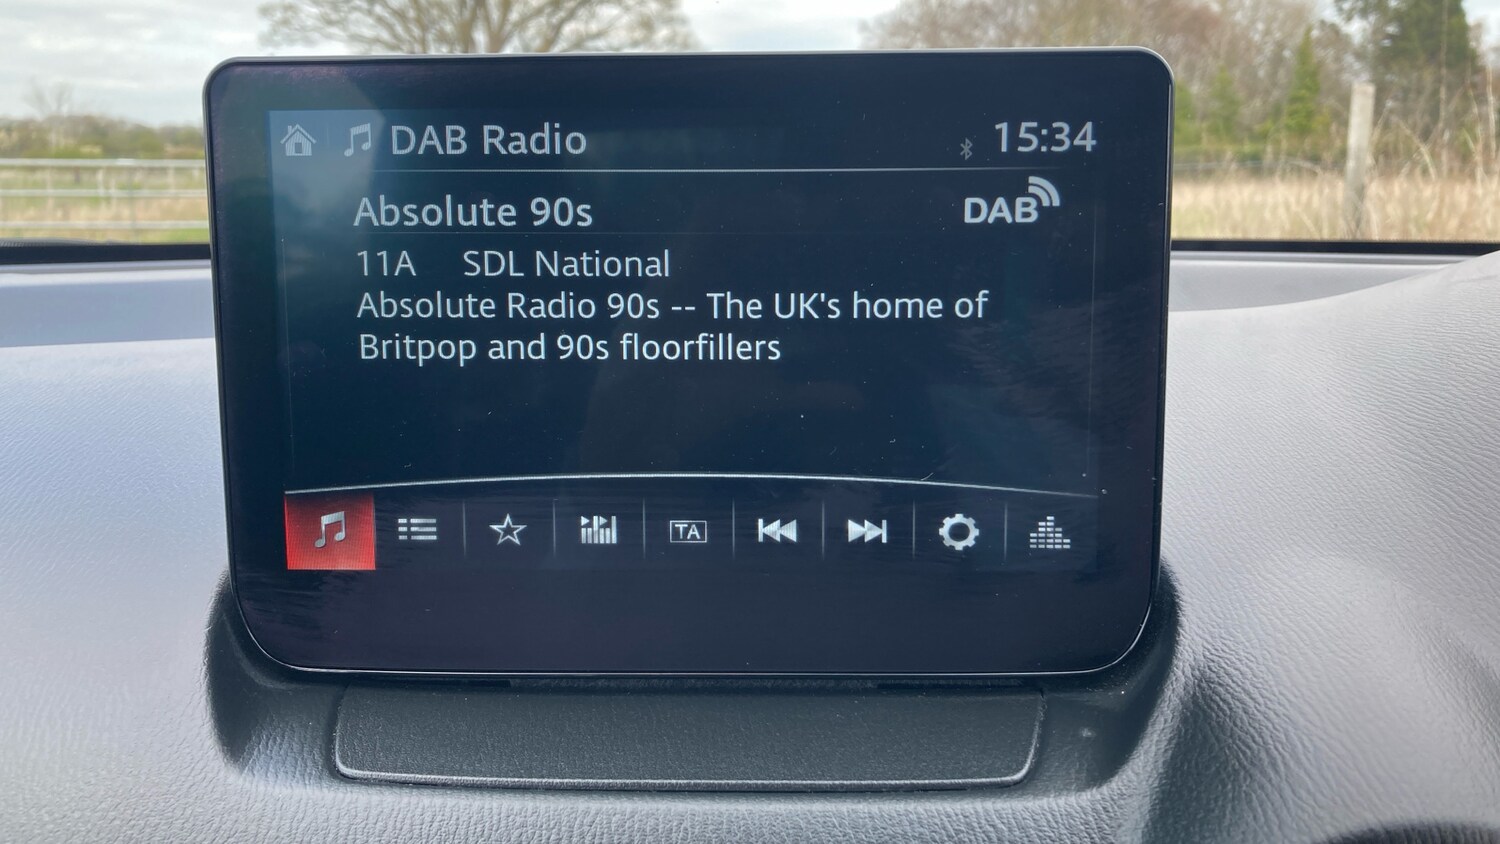 DAB Radio 15:34
Absolute 90s DAB
11A SDL National
Absolute Radio 90s -- The UK's home of
Britpop and 90s floorfillers
TA